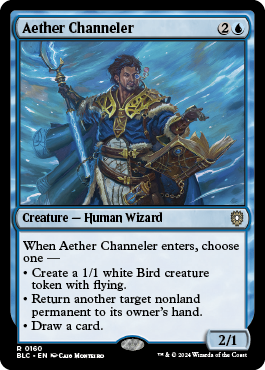 Aether Channeler 2
Creature — Human Wizard
When Aether Channeler enters, choose
one —
• Create a 1/1 white Bird creature
token with flying.
• Return another target nonland
permanent to its owner's hand.
• Draw a card.
2/1
R 0160
BLC • EN Caio Monteiro
™ & © 2024 Wizards of the Coast